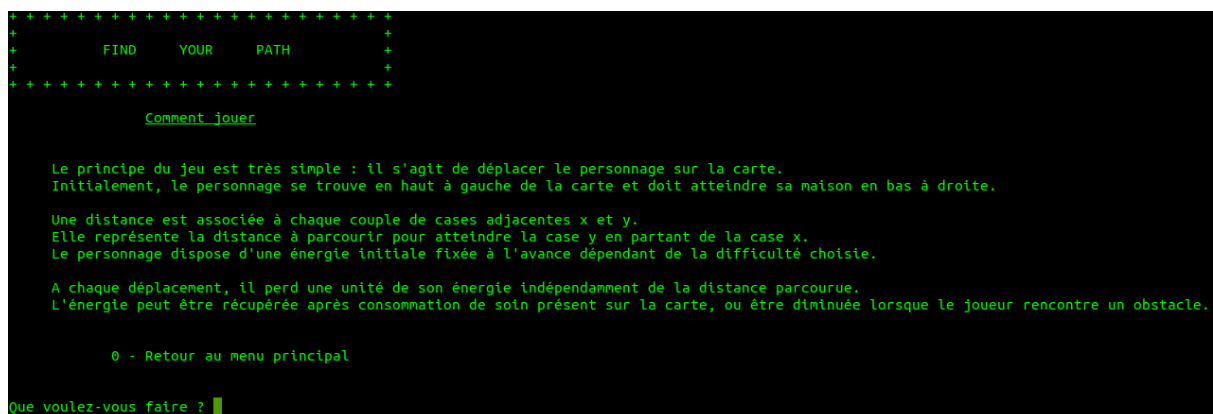 + + + + + + + + + + + + + + + + + + + + + + +
+ +
+ FIND YOUR PATH +
+ +
+ + + + + + + + + + + + + + + + + + + + + + +
Comment jouer
Le principe du jeu est très simple : il s'agit de déplacer le personnage sur la carte.
Initialement, le personnage se trouve en haut à gauche de la carte et doit atteindre sa maison en bas à droite.
Une distance est associée à chaque couple de cases adjacentes x et y.
Elle représente la distance à parcourir pour atteindre la case y en partant de la case x.
Le personnage dispose d'une énergie initiale fixée à l'avance dépendant de la difficulté choisie.
A chaque déplacement, il perd une unité de son énergie indépendamment de la distance parcourue.
L'énergie peut être récupérée après consommation de soin présent sur la carte, ou être diminuée lorsque le joueur rencontre un obstacle.
0 - Retour au menu principal
Que voulez-vous faire ?